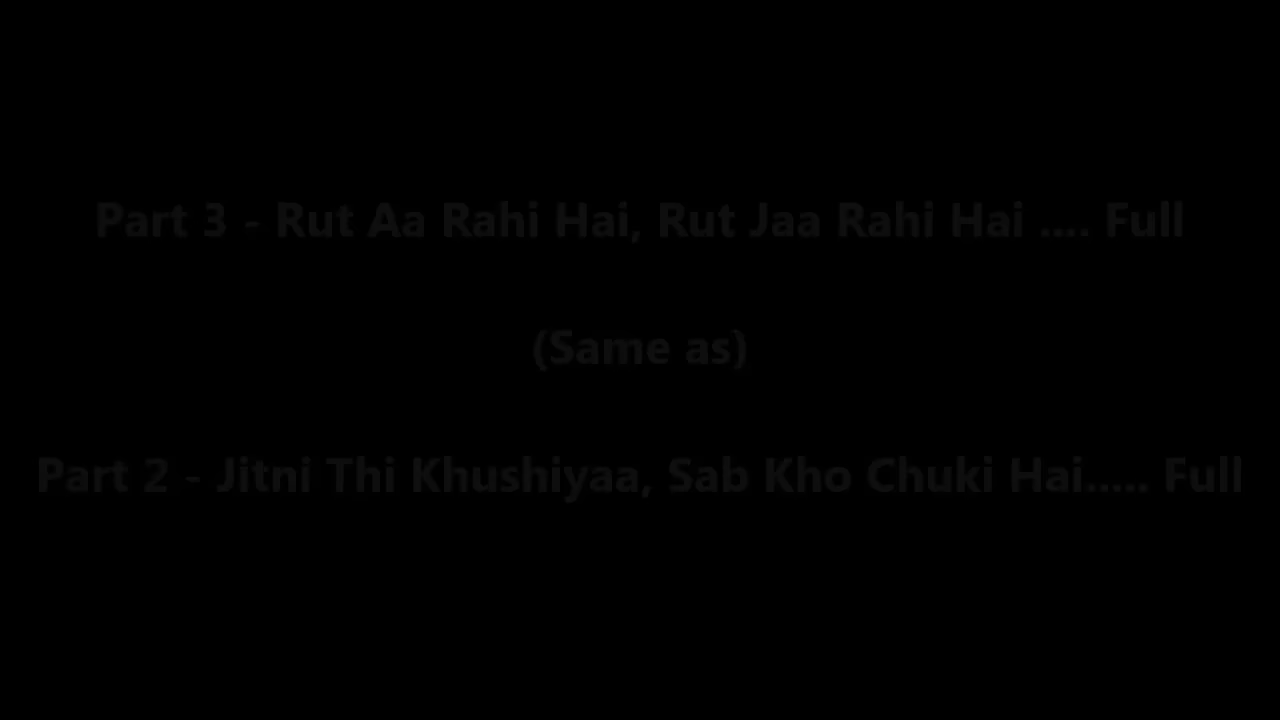 Part 3 - Rut Aa Rahi Hai, Rut Jaa Rahi Hai .... Full
(Same as)
Part 2 - Jitni Thi Khushiyaa, Sab Kho Chuki Hai..... Full